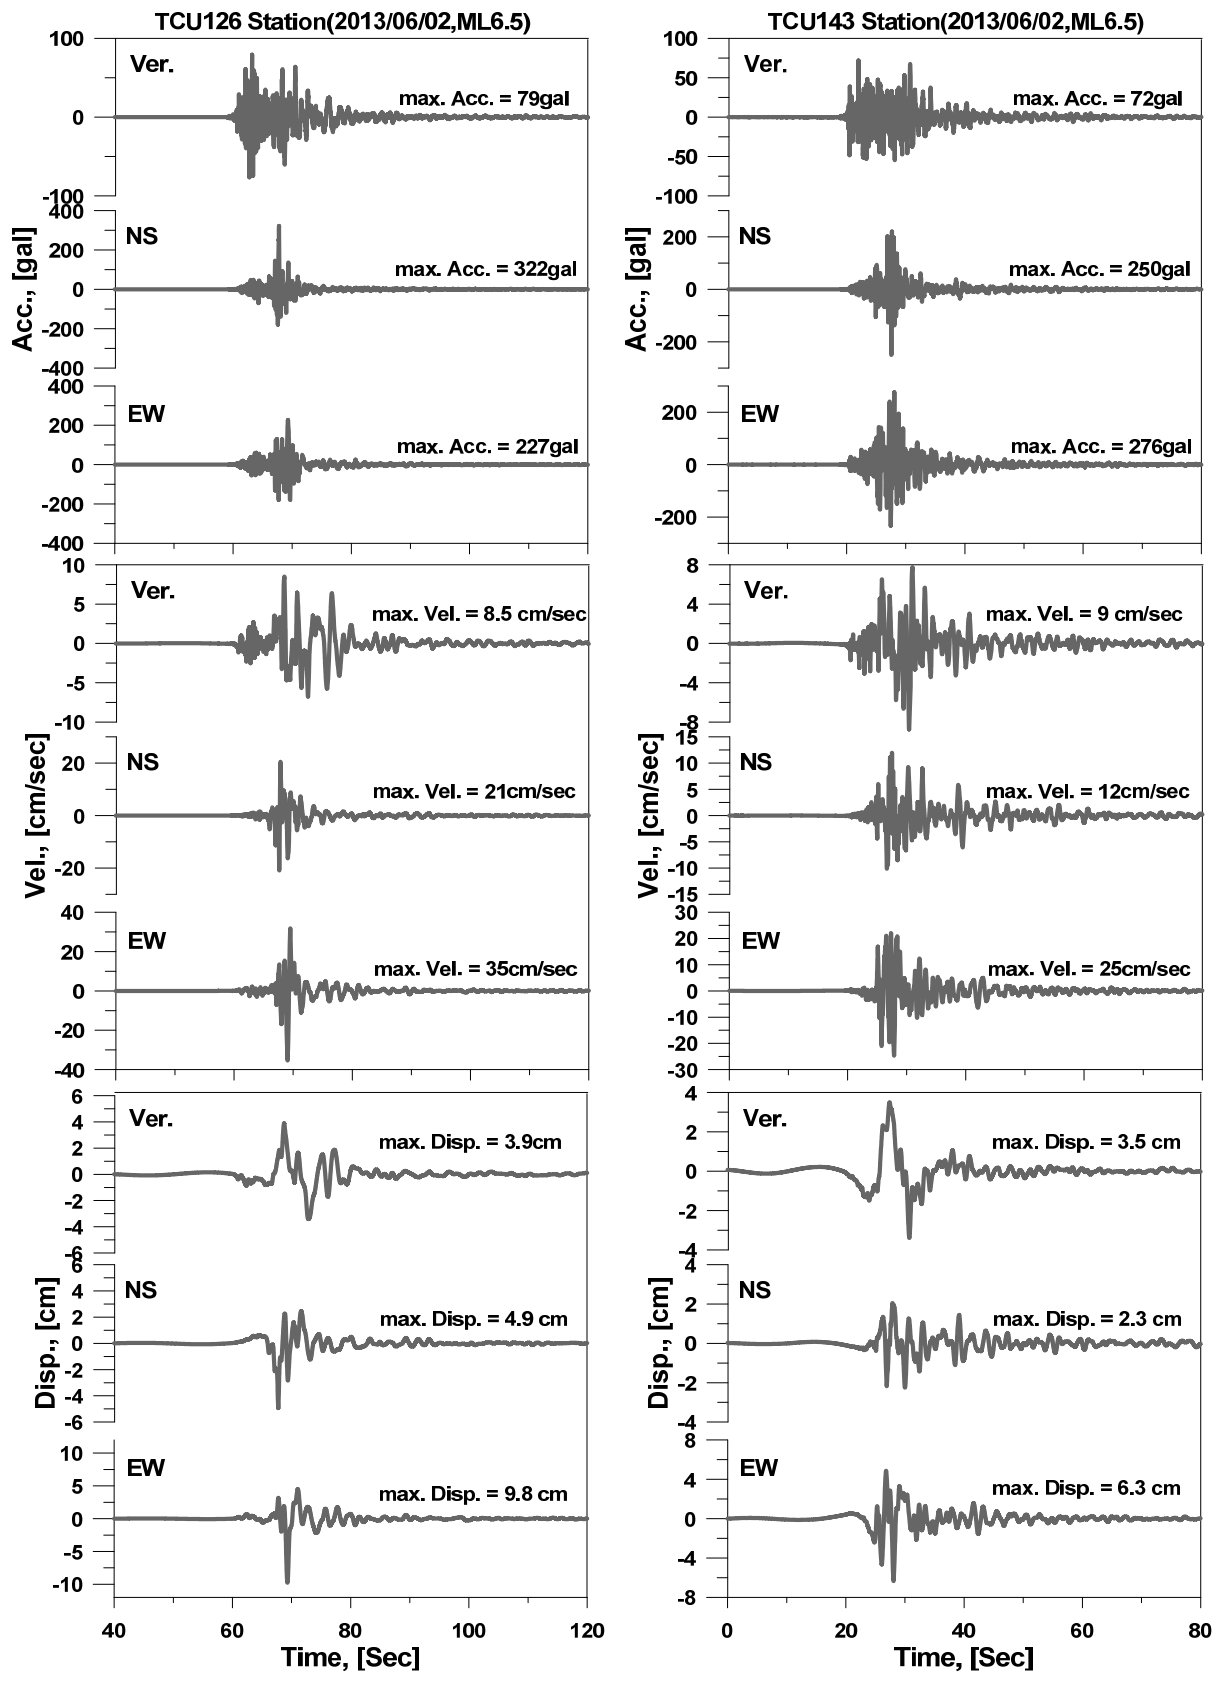 TCU126 Station(2013/06/02,ML6.5)
Acc., [gal]
100
0
-100
Ver.
max. Acc. = 79gal
400
200
0
-200
-400
NS
max. Acc. = 322gal
400
200
0
-200
-400
EW
max. Acc. = 227gal
Vel., [cm/sec]
10
5
0
-5
-10
Ver.
max. Vel. = 8.5 cm/sec
20
0
-20
NS
max. Vel. = 21cm/sec
40
20
0
-20
-40
EW
max. Vel. = 35cm/sec
Disp., [cm]
6
4
2
0
-2
-4
-6
Ver.
max. Disp. = 3.9cm
6
4
2
0
-2
-4
-6
NS
max. Disp. = 4.9 cm
10
5
0
-5
-10
EW
max. Disp. = 9.8 cm
40 60 80 100 120
Time, [Sec]
TCU143 Station(2013/06/02,ML6.5)
Acc., [gal]
100
50
0
-50
-100
Ver.
max. Acc. = 72gal
200
0
-200
NS
max. Acc. = 250gal
200
0
-200
EW
max. Acc. = 276gal
Vel., [cm/sec]
8
4
0
-4
-8
Ver.
max. Vel. = 9 cm/sec
15
10
5
0
-5
-10
-15
NS
max. Vel. = 12cm/sec
30
20
10
0
-10
-20
-30
EW
max. Vel. = 25cm/sec
Disp., [cm]
4
2
0
-2
-4
Ver.
max. Disp. = 3.5 cm
4
2
0
-2
-4
NS
max. Disp. = 2.3 cm
8
4
0
-4
-8
EW
max. Disp. = 6.3 cm
0 20 40 60 80
Time, [Sec]